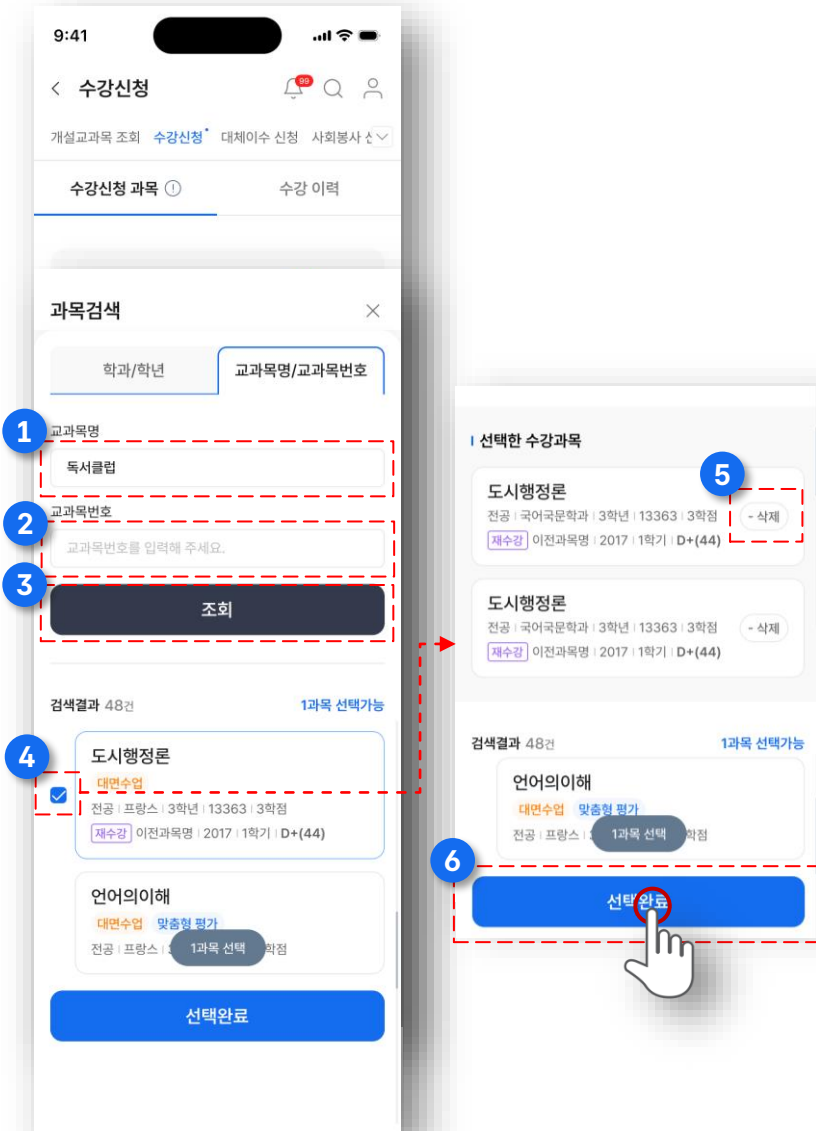 9:41
수강신청
99
개설교과목 조회 수강신청 대체이수 신청 사회봉사
수강신청 과목
수강 이력
과목검색
학과/학년
교과목명/교과목번호
1
교과목명
독서클럽
2
교과목번호
교과목번호를 입력해 주세요.
3
조회
검색결과 48건
1과목 선택가능
4
도시행정론
대면수업
전공 프랑스 3학년 13363 3학점
재수강 이전과목명 2017 1학기 D+(44)
언어의이해
대면수업 맞춤형 평가
전공 프랑스
1과목 선택
학점
선택완료
선택한 수강과목
5
도시행정론
전공 국어국문학과 3학년 13363 3학점
- 삭제
재수강 이전과목명 2017 1학기 D+(44)
도시행정론
전공 국어국문학과 3학년 13363 3학점
- 삭제
재수강 이전과목명 2017 1학기 D+(44)
검색결과 48건
1과목 선택가능
언어의이해
대면수업 맞춤형 평가
전공 프랑스
1과목 선택
학점
6
선택완료